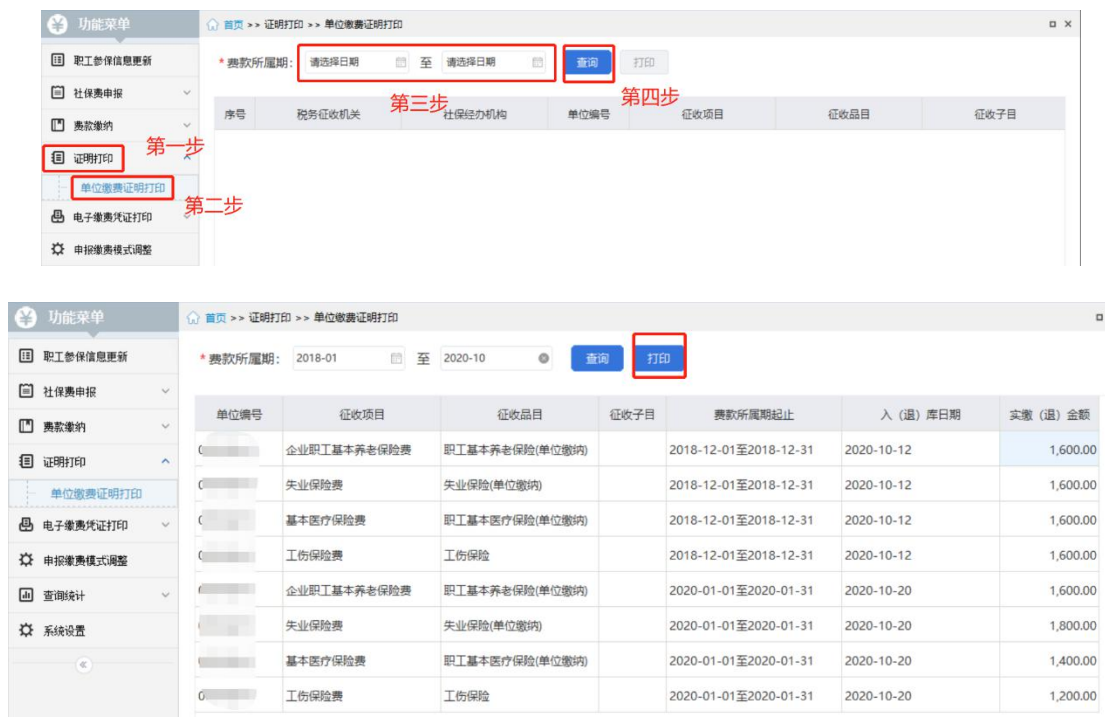 功能菜单
首页 >> 证明打印 >> 单位缴费证明打印
职工参保信息更新
*费款所属期： 请选择日期 至 请选择日期 查询 打印
社保费申报
第三步 第四步
序号 税务征收机关 社保经办机构 单位编号 征收项目 征收品目 征收子目
费款缴纳
第一步
证明打印
单位缴费证明打印
第二步
电子缴费凭证打印
申报缴费模式调整
功能菜单
首页 >> 证明打印 >> 单位缴费证明打印
职工参保信息更新
社保费申报
费款缴纳
证明打印
单位缴费证明打印
电子缴费凭证打印
申报缴费模式调整
查询统计
系统设置
*费款所属期： 2018-01 至 2020-10 查询 打印
单位编号 征收项目 征收品目 征收子目 费款所属期起止 入（退）库日期 实缴（退）金额
企业职工基本养老保险费 职工基本养老保险(单位缴纳) 2018-12-01至2018-12-31 2020-10-12 1,600.00
失业保险费 失业保险(单位缴纳) 2018-12-01至2018-12-31 2020-10-12 1,600.00
基本医疗保险费 职工基本医疗保险(单位缴纳) 2018-12-01至2018-12-31 2020-10-12 1,600.00
工伤保险费 工伤保险 2018-12-01至2018-12-31 2020-10-12 1,600.00
企业职工基本养老保险费 职工基本养老保险(单位缴纳) 2020-01-01至2020-01-31 2020-10-20 1,600.00
失业保险费 失业保险(单位缴纳) 2020-01-01至2020-01-31 2020-10-20 1,800.00
基本医疗保险费 职工基本医疗保险(单位缴纳) 2020-01-01至2020-01-31 2020-10-20 1,400.00
工伤保险费 工伤保险 2020-01-01至2020-01-31 2020-10-20 1,200.00